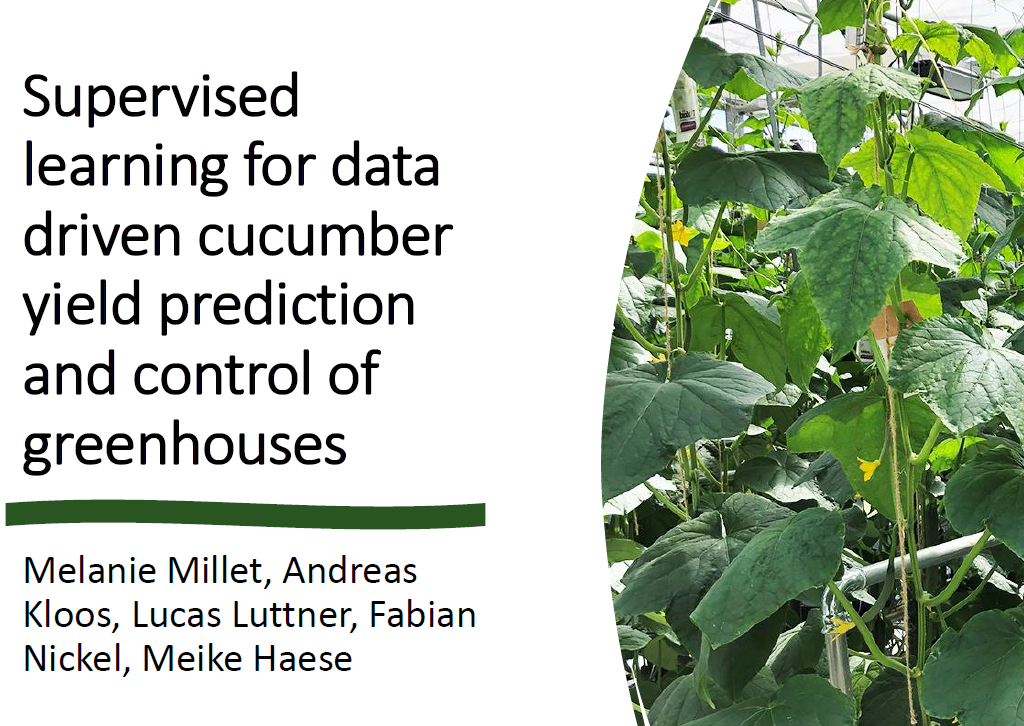 Supervised
learning for data
driven cucumber
yield prediction
and control of
greenhouses
Melanie Millet, Andreas
Kloos, Lucas Luttner, Fabian
Nickel, Meike Haese